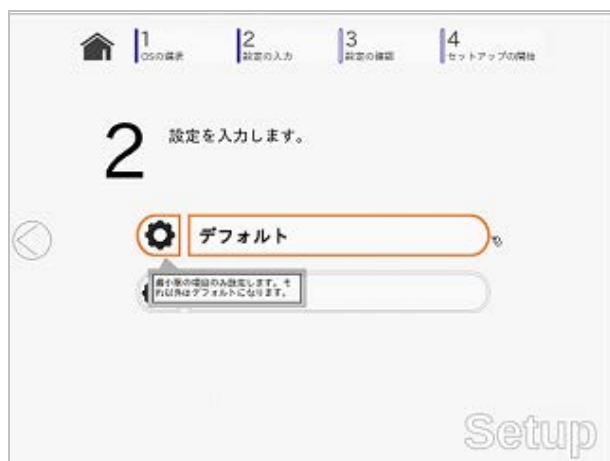 1
OSの選択
2
設定の入力
3
設定の確認
4
セットアップの開始
2
設定を入力します。
デフォルト
最小限の項目のみ設定します。そ
れ以外はデフォルトになります。
Setup